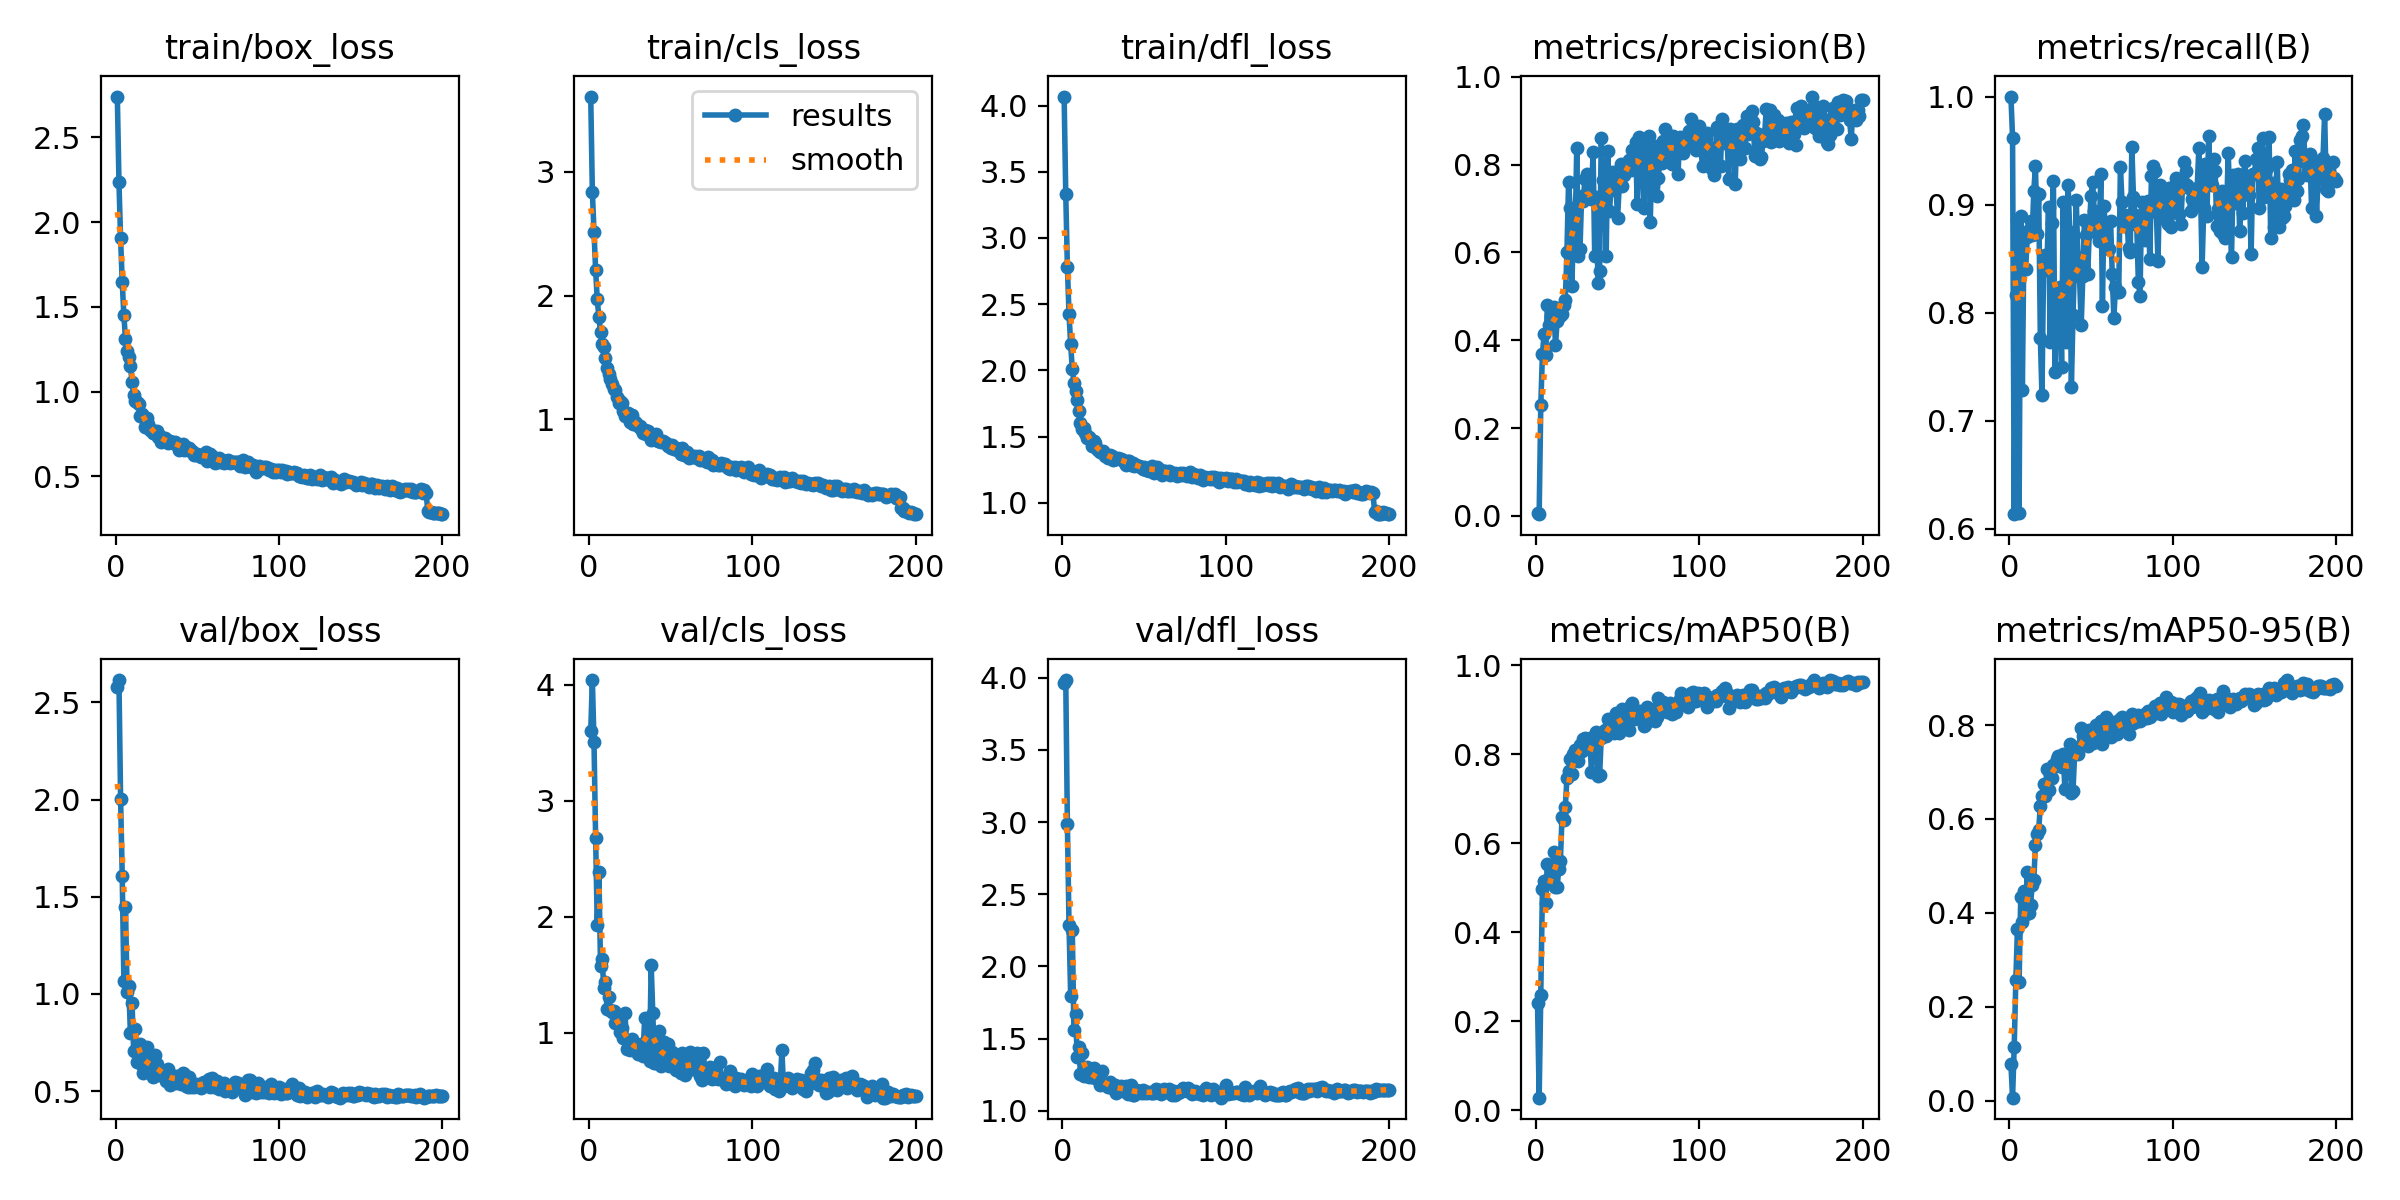 train/box_loss
2.5
2.0
1.5
1.0
0.5
0 100 200
train/cls_loss
results
smooth
3
2
1
0 100 200
train/dfl_loss
4.0
3.5
3.0
2.5
2.0
1.5
1.0
0 100 200
metrics/precision(B)
1.0
0.8
0.6
0.4
0.2
0.0
0 100 200
metrics/recall(B)
1.0
0.9
0.8
0.7
0.6
0 100 200
val/box_loss
2.5
2.0
1.5
1.0
0.5
0 100 200
val/cls_loss
4
3
2
1
0 100 200
val/dfl_loss
4.0
3.5
3.0
2.5
2.0
1.5
1.0
0 100 200
metrics/mAP50(B)
1.0
0.8
0.6
0.4
0.2
0.0
0 100 200
metrics/mAP50-95(B)
0.8
0.6
0.4
0.2
0.0
0 100 200